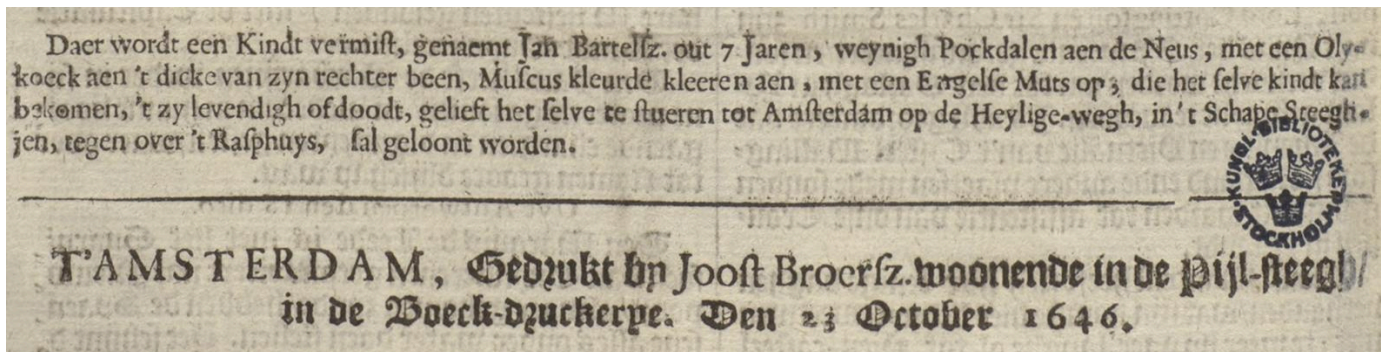 Daer wordt een Kindt vermiſt, genaemt Jan Bartelſz. out 7 Jaren, weynigh Pockdalen aen de Neus, met een Oly-
koeck aen 't dicke van zyn rechter been, Muſcus kleurde kleeren aen, met een Engelſe Muts op; die het ſelve kindt kan
bekomen, 't zy levendigh of doodt, gelieft het ſelve te ſtueren tot Amſterdam op de Heylige-wegh, in 't Schape-Steegh-
jen, tegen over 't Raſphuys, ſal geloont worden.
KUNGL. BIBLIOTEKET STOCKHOLM
T'AMSTERDAM, Gedꝛukt by Jooſt Broerſz. woonende in de Pijl-ſteegh/
in de Boeck-dꝛuckerye. Den 23 October 1646.